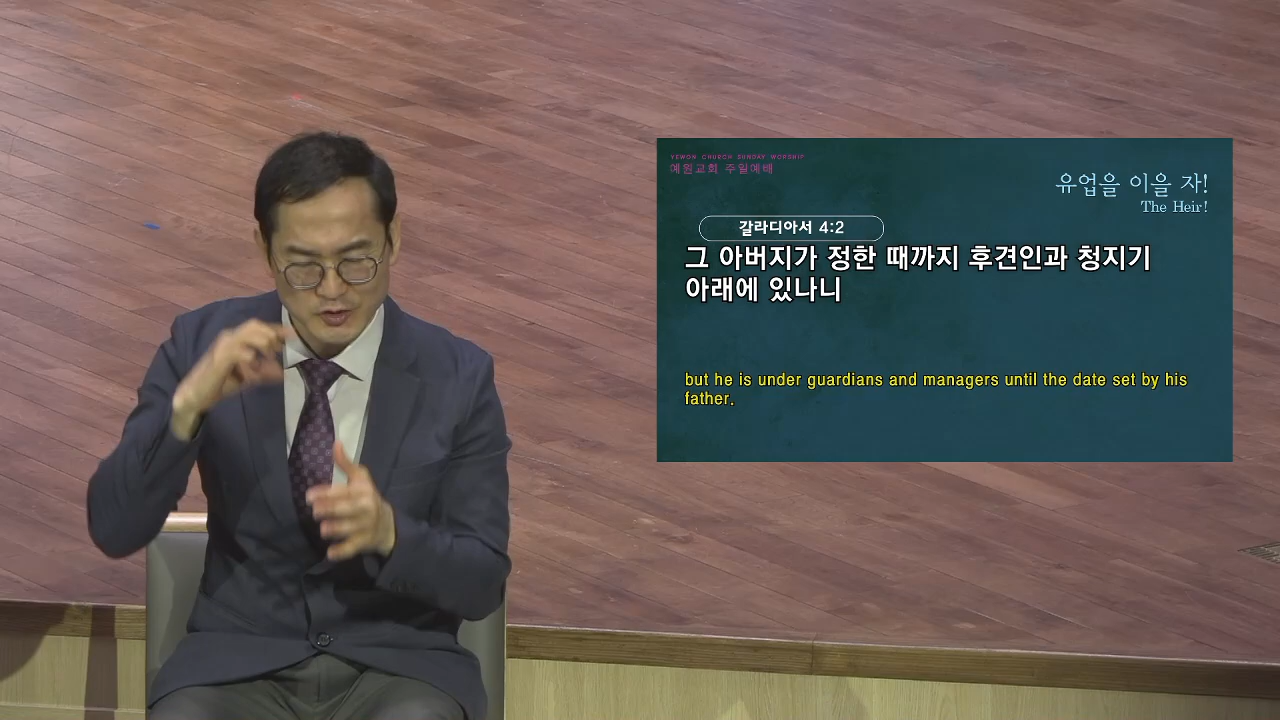 YEWON CHURCH SUNDAY WORSHIP
예원교회 주일예배
유업을 이을 자!
The Heir!
갈라디아서 4:2
그 아버지가 정한 때까지 후견인과 청지기
아래에 있나니
but he is under guardians and managers until the date set by his
father.